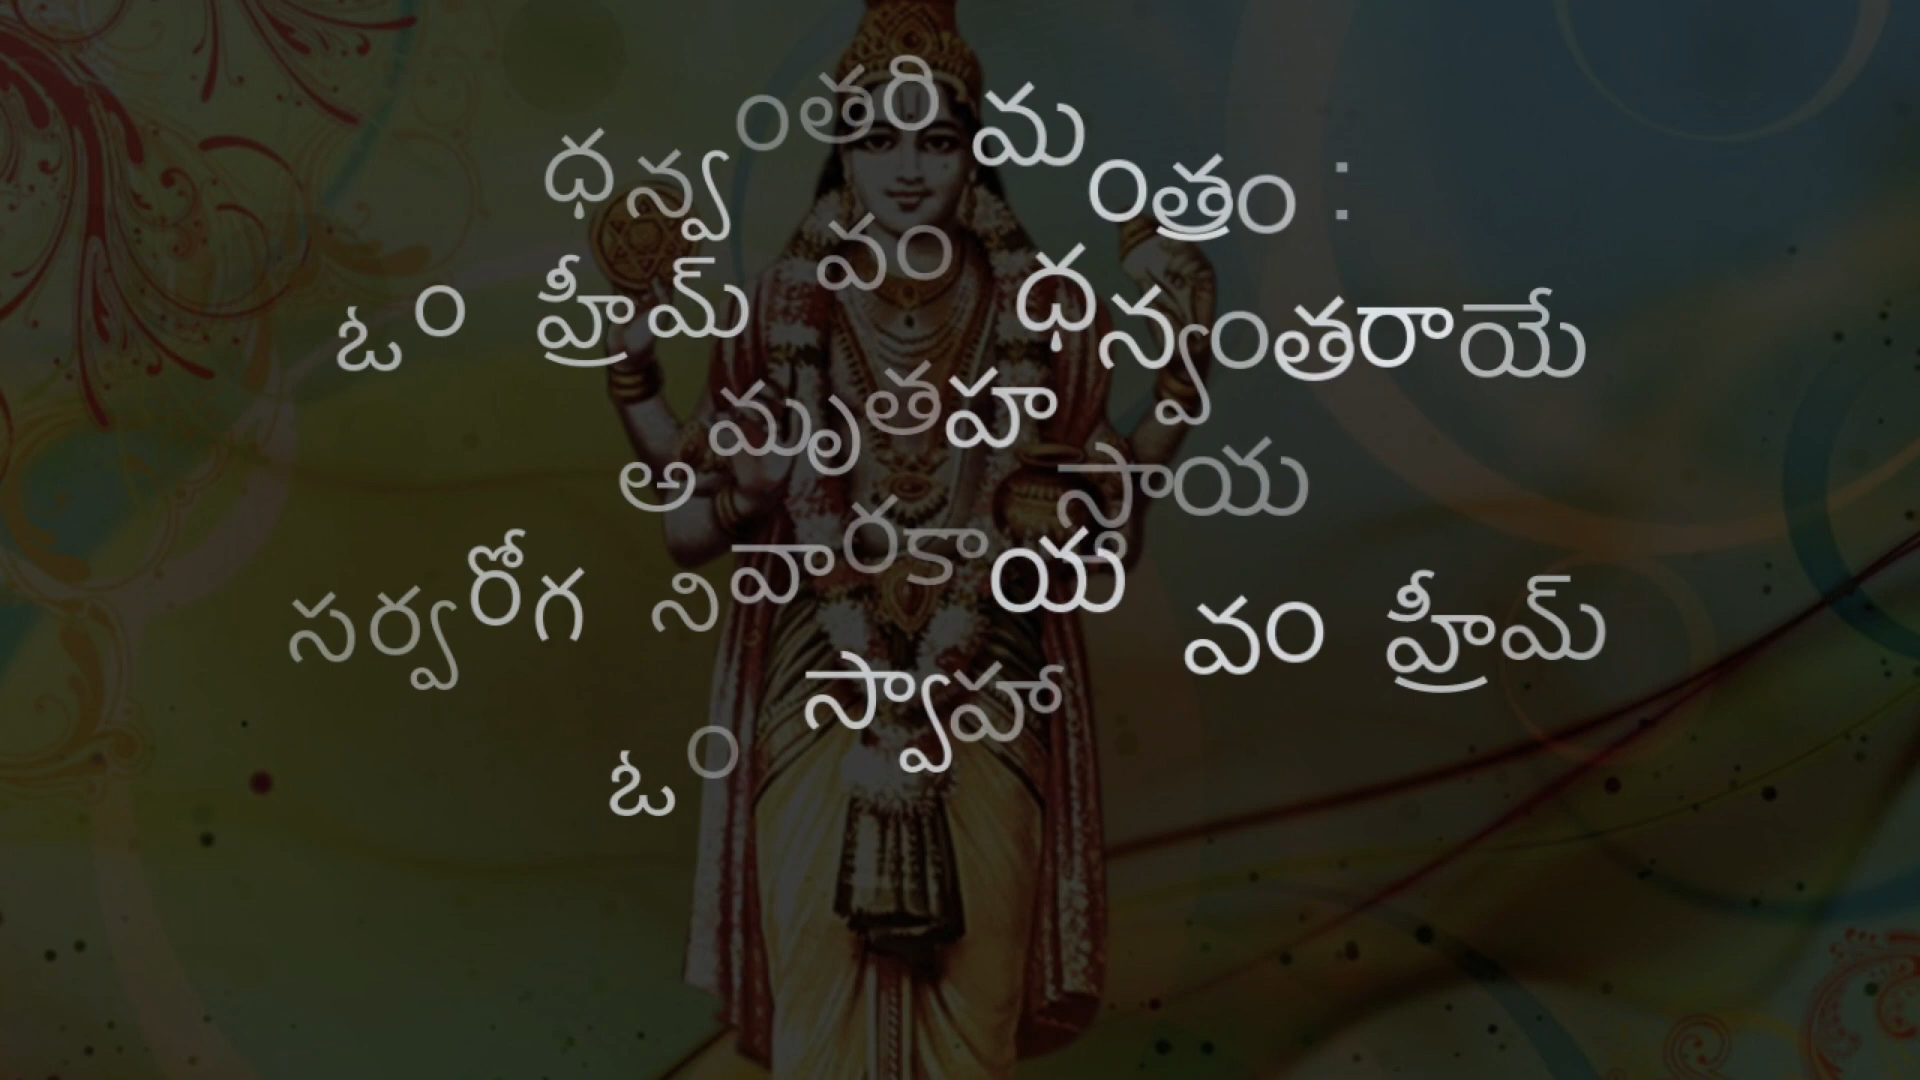 ధన్వంతరి మంత్రం :
ఓం హ్రీమ్ వం ధన్వంతరాయే
అమృతహస్తాయ
సర్వరోగ నివారకాయ వం హ్రీమ్
ఓం స్వాహా